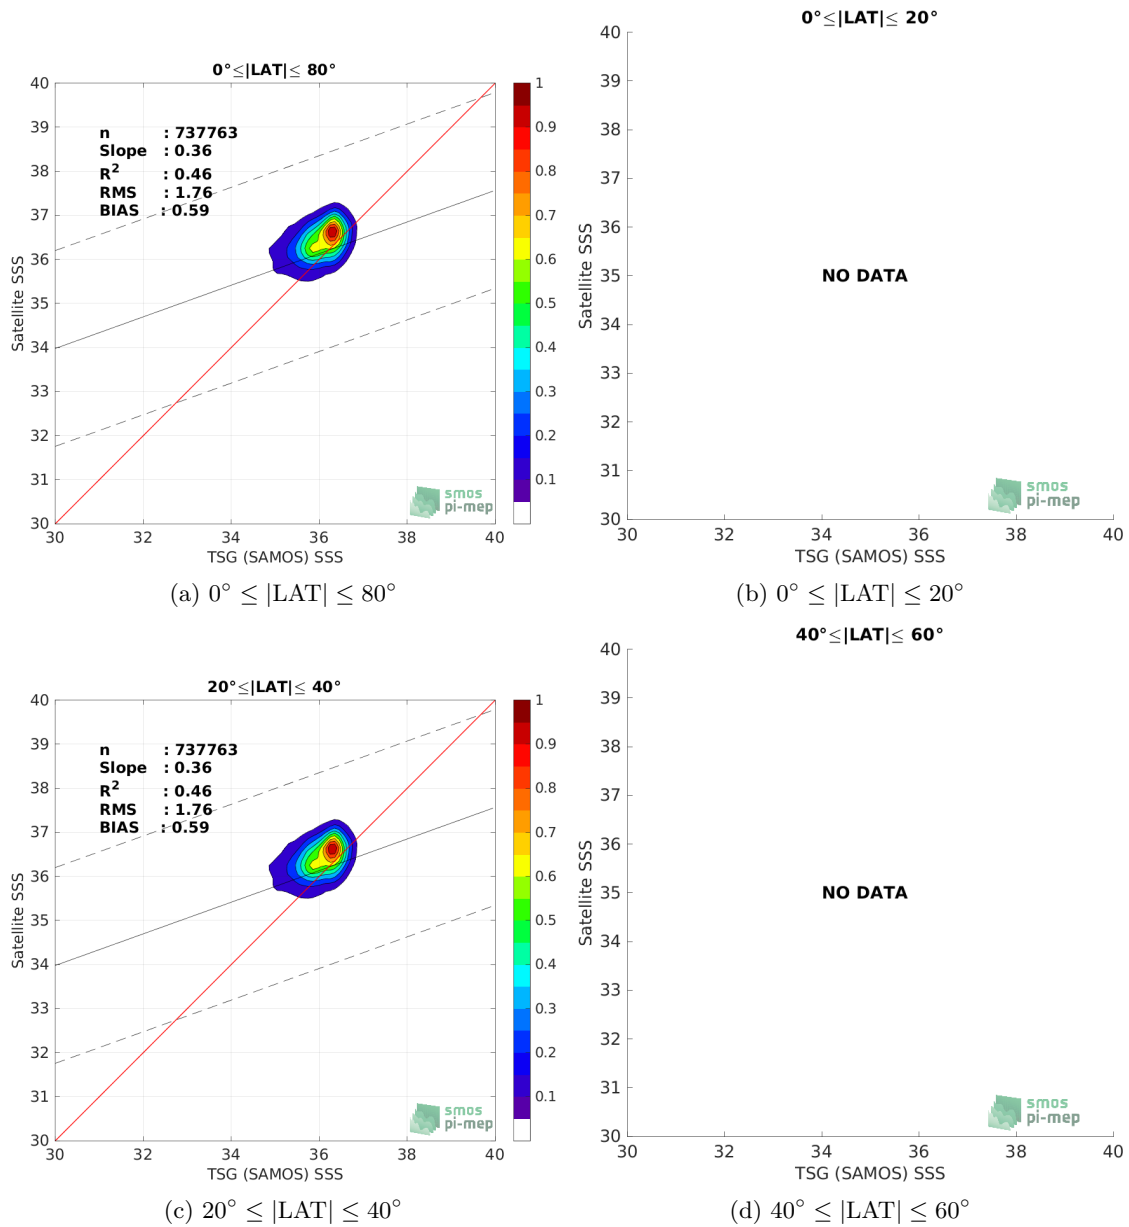 0°≤|LAT|≤ 80°
40
39
38
37
36
35
34
33
32
31
30
Satellite SSS
n : 737763
Slope : 0.36
R² : 0.46
RMS : 1.76
BIAS : 0.59
smos
pi-mep
30 32 34 36 38 40
TSG (SAMOS) SSS
1
0.9
0.8
0.7
0.6
0.5
0.4
0.3
0.2
0.1
(a) 0° ≤ |LAT| ≤ 80°
0°≤|LAT|≤ 20°
40
39
38
37
36
35
34
33
32
31
30
Satellite SSS
NO DATA
smos
pi-mep
30 32 34 36 38 40
TSG (SAMOS) SSS
(b) 0° ≤ |LAT| ≤ 20°
20°≤|LAT|≤ 40°
40
39
38
37
36
35
34
33
32
31
30
Satellite SSS
n : 737763
Slope : 0.36
R² : 0.46
RMS : 1.76
BIAS : 0.59
smos
pi-mep
30 32 34 36 38 40
TSG (SAMOS) SSS
1
0.9
0.8
0.7
0.6
0.5
0.4
0.3
0.2
0.1
(c) 20° ≤ |LAT| ≤ 40°
40°≤|LAT|≤ 60°
40
39
38
37
36
35
34
33
32
31
30
Satellite SSS
NO DATA
smos
pi-mep
30 32 34 36 38 40
TSG (SAMOS) SSS
(d) 40° ≤ |LAT| ≤ 60°